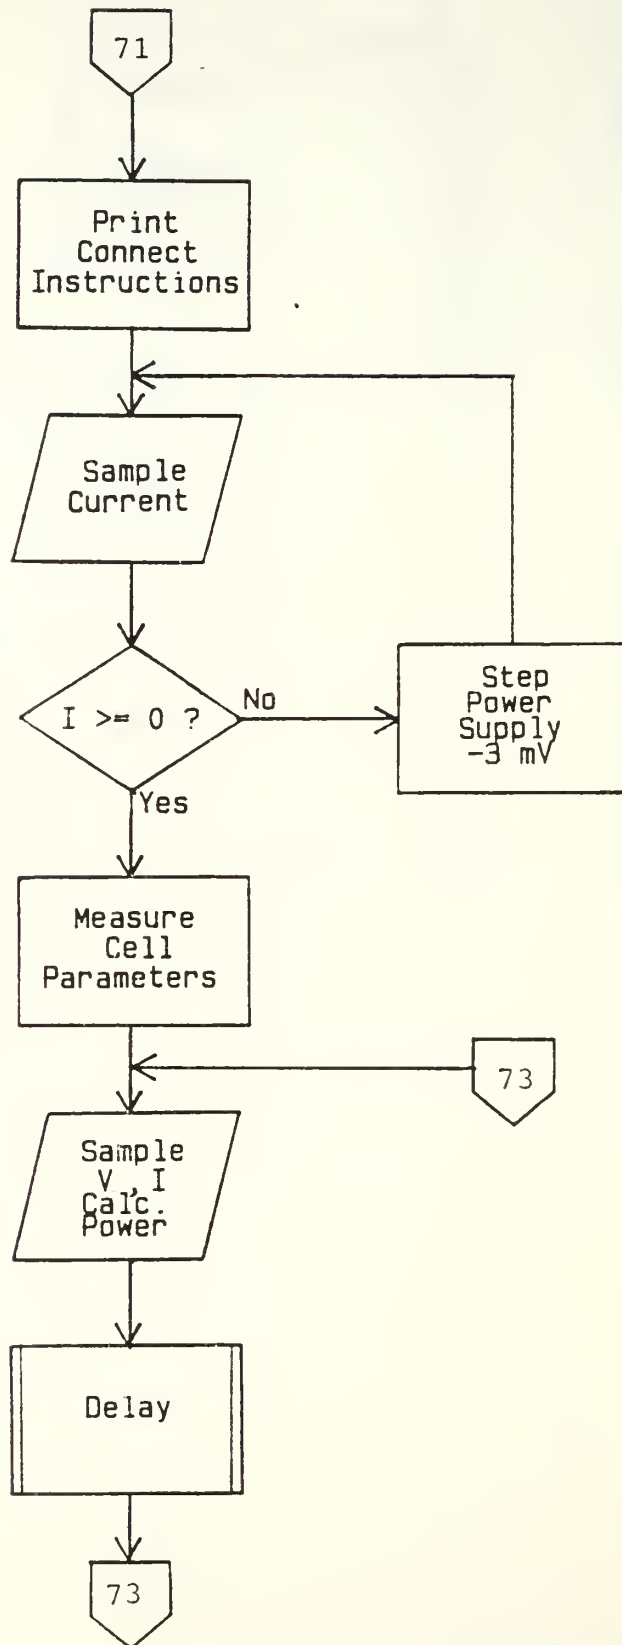 71
Print
Connect
Instructions
Sample
Current
I >= 0 ?
No
Step
Power
Supply
-3 mV
Yes
Measure
Cell
Parameters
73
Sample
V , I
Calc.
Power
Delay
73